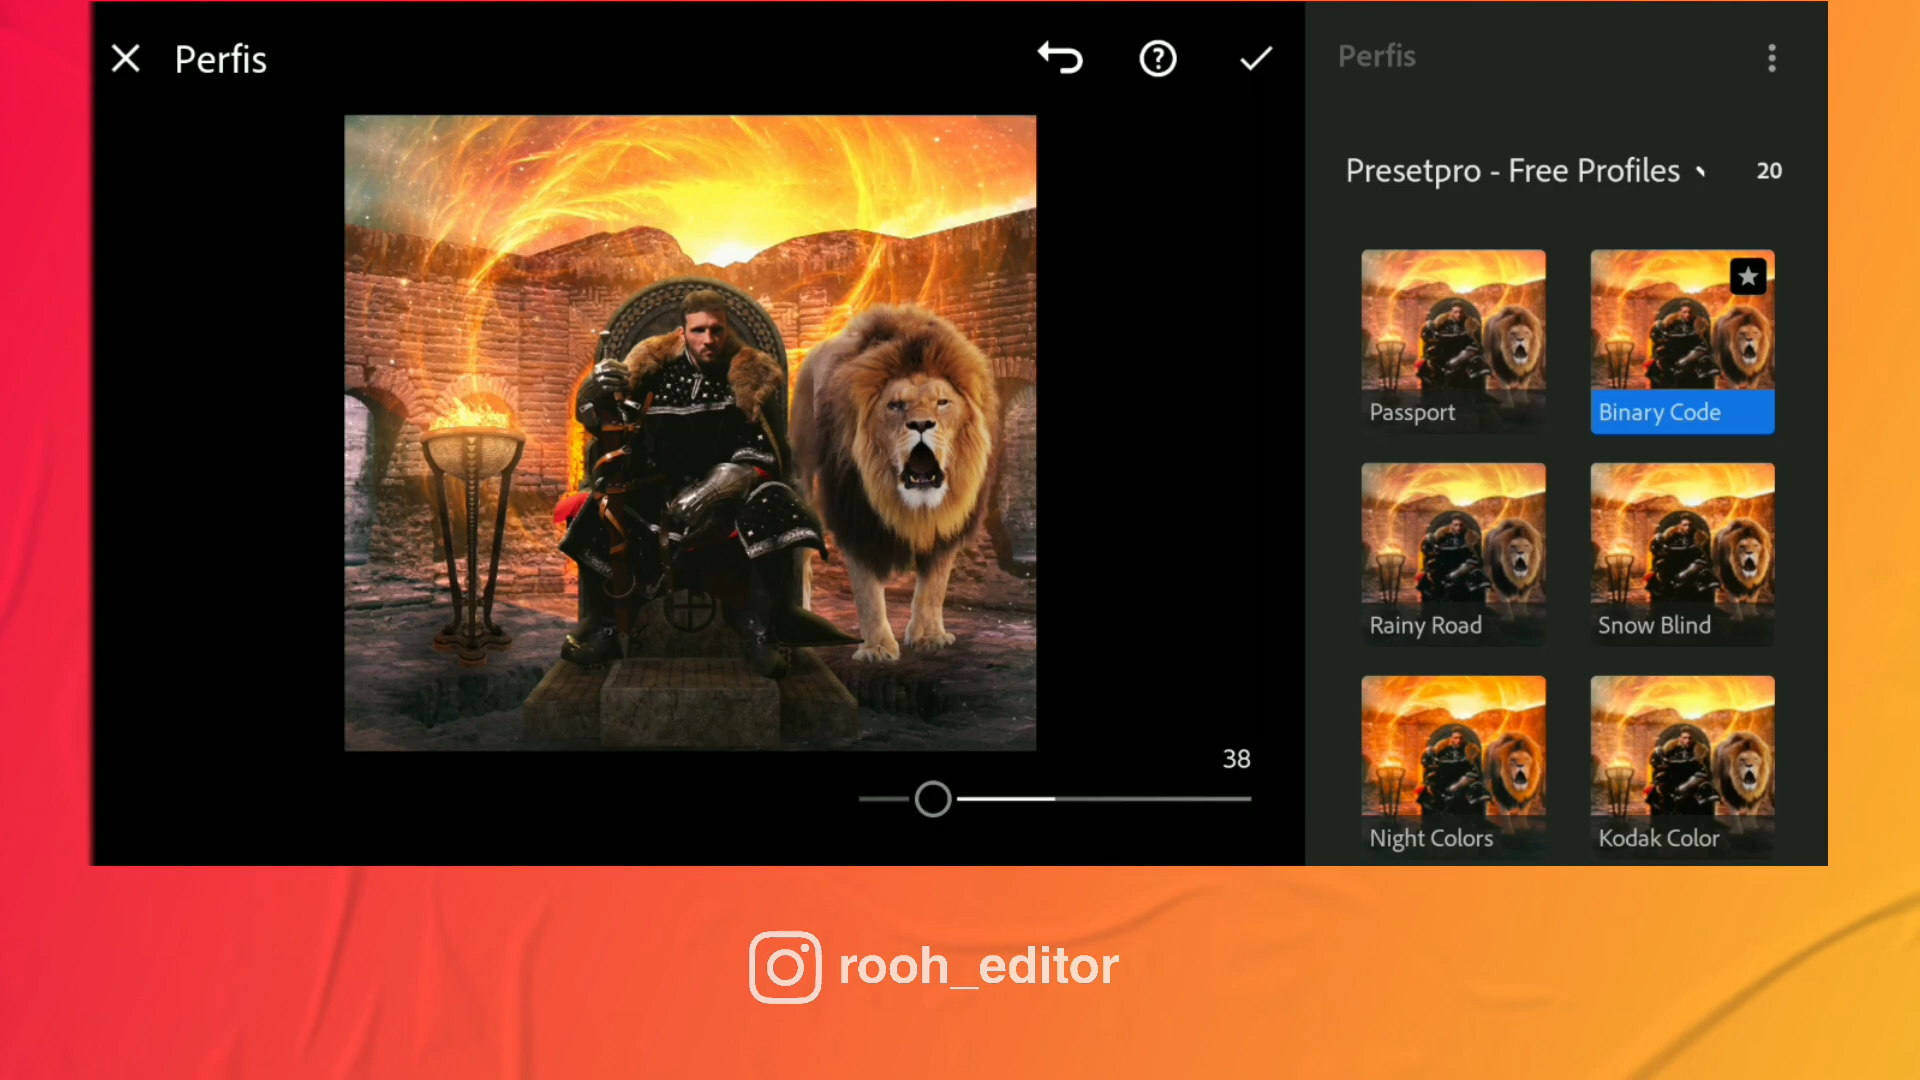 Perfis
Perfis
Presetpro - Free Profiles
20
Passport
Binary Code
Rainy Road
Snow Blind
Night Colors
Kodak Color
38
rooh_editor